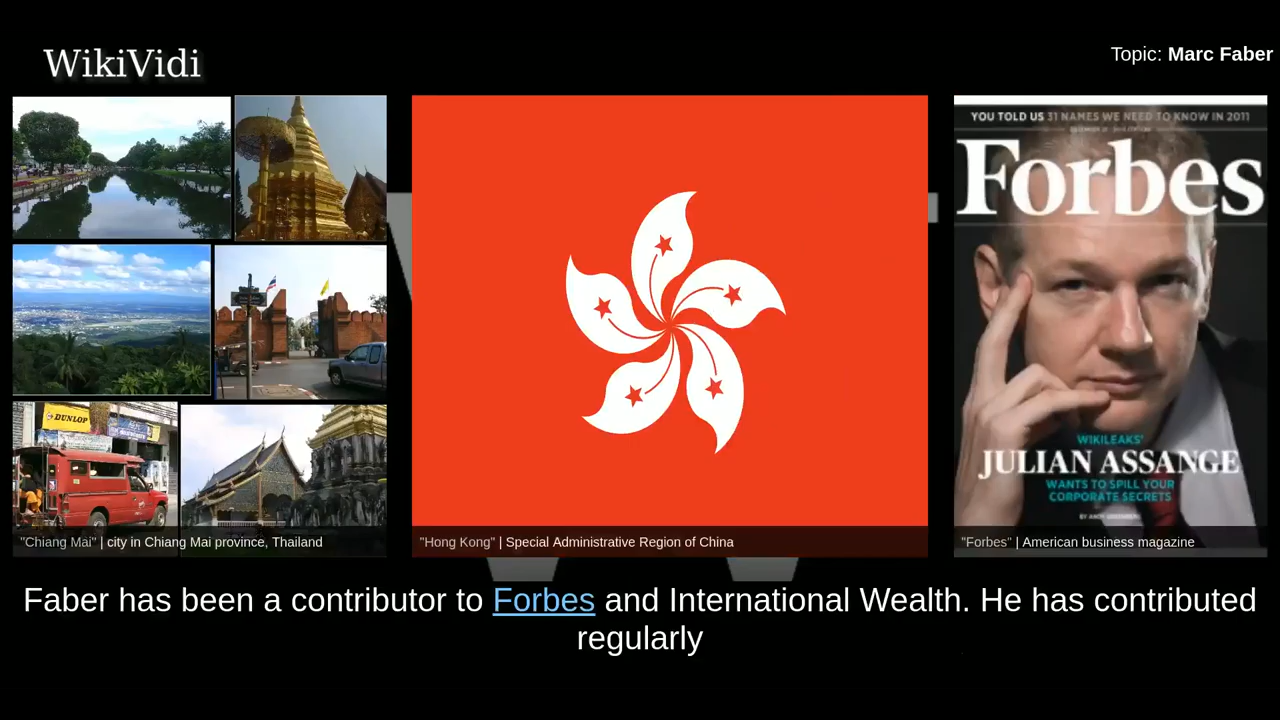 WikiVidi
Topic: Marc Faber
DUNLOP
YOU TOLD US 31 NAMES WE NEED TO KNOW IN 2011
Forbes
WIKILEAKS'
JULIAN ASSANGE
WANTS TO SPILL YOUR
CORPORATE SECRETS
"Chiang Mai" | city in Chiang Mai province, Thailand
"Hong Kong" | Special Administrative Region of China
"Forbes" | American business magazine
Faber has been a contributor to Forbes and International Wealth. He has contributed
regularly